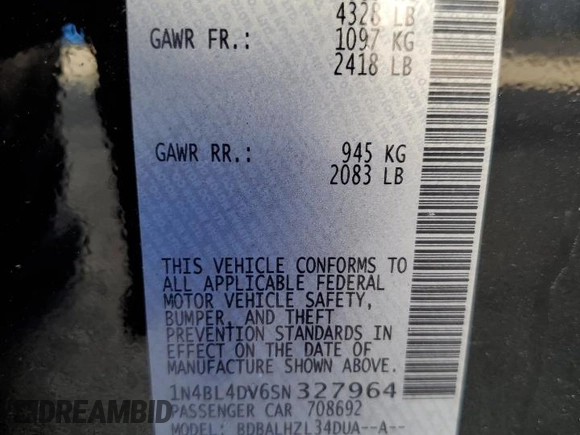 4328 LB
GAWR FR.: 1097 KG
2418 LB
GAWR RR.: 945 KG
2083 LB
THIS VEHICLE CONFORMS TO
ALL APPLICABLE FEDERAL
MOTOR VEHICLE SAFETY,
BUMPER, AND THEFT
PREVENTION STANDARDS IN
EFFECT ON THE DATE OF
MANUFACTURE SHOWN ABOVE.
1N4BL4DV6SN327964
PASSENGER CAR 708692
MODEL: BDBALHZL34DUA--A--
DREAMBID